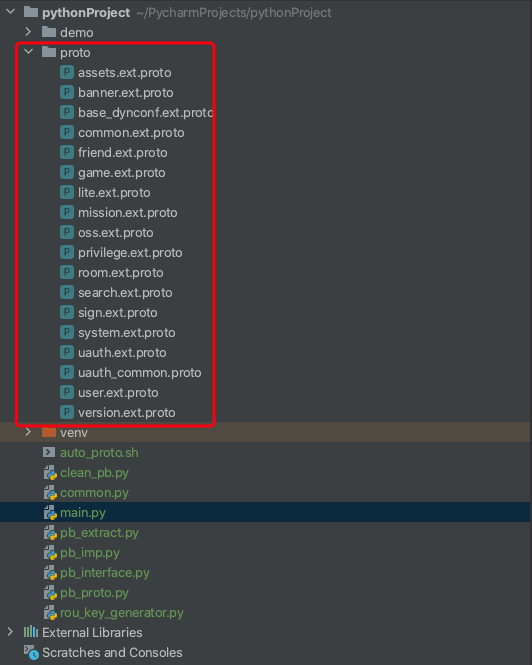 pythonProject ~/PycharmProjects/pythonProject
demo
proto
assets.ext.proto
banner.ext.proto
base_dynconf.ext.proto
common.ext.proto
friend.ext.proto
game.ext.proto
lite.ext.proto
mission.ext.proto
oss.ext.proto
privilege.ext.proto
room.ext.proto
search.ext.proto
sign.ext.proto
system.ext.proto
uauth.ext.proto
uauth_common.proto
user.ext.proto
version.ext.proto
venv
auto_proto.sh
clean_pb.py
common.py
main.py
pb_extract.py
pb_imp.py
pb_interface.py
pb_proto.py
rou_key_generator.py
External Libraries
Scratches and Consoles